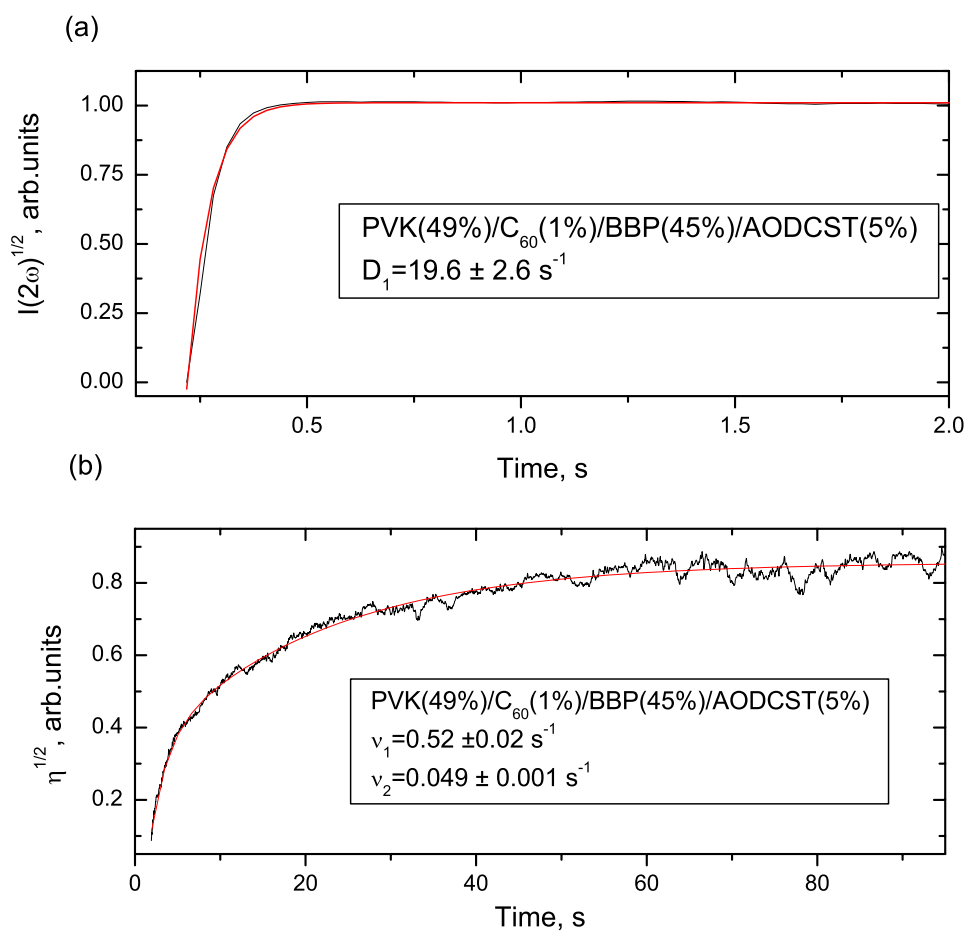 (a)
I(2ω)^1/2, arb.units
1.00
0.75
0.50
0.25
0.00
PVK(49%)/C60(1%)/BBP(45%)/AODCST(5%)
D1=19.6 ± 2.6 s^-1
0.5 1.0 1.5 2.0
Time, s
(b)
η^1/2, arb.units
0.8
0.6
0.4
0.2
PVK(49%)/C60(1%)/BBP(45%)/AODCST(5%)
ν1=0.52 ±0.02 s^-1
ν2=0.049 ± 0.001 s^-1
0 20 40 60 80
Time, s